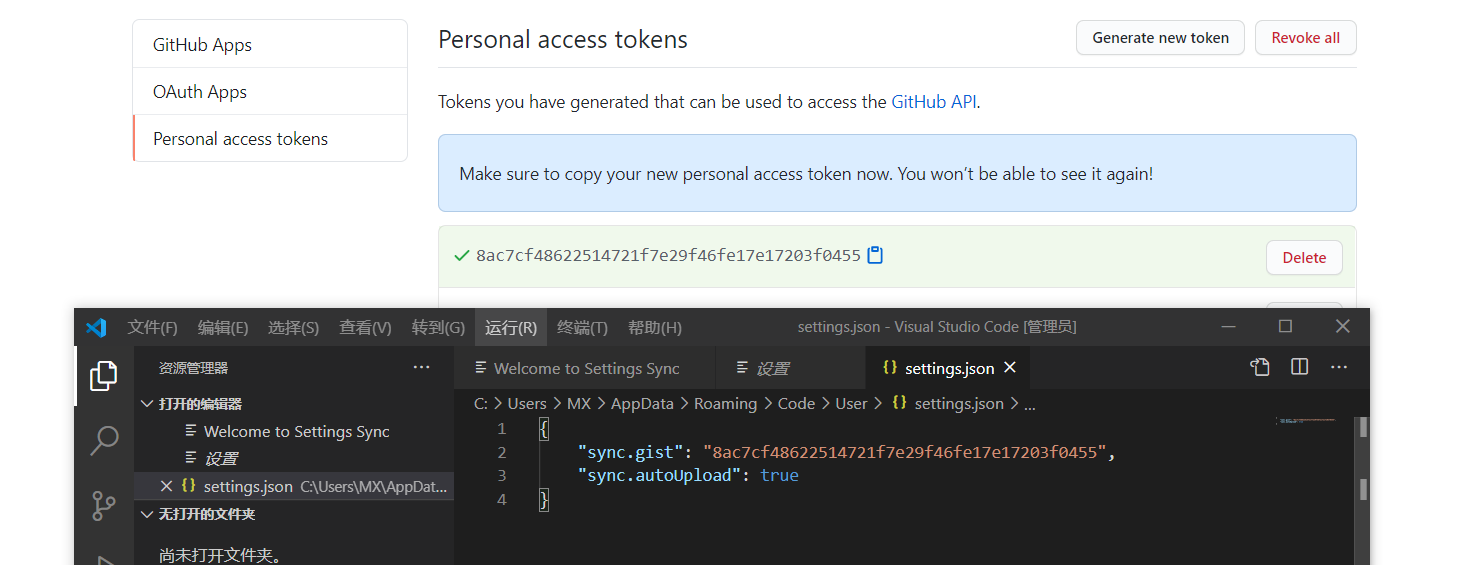 GitHub Apps
OAuth Apps
Personal access tokens
Personal access tokens
Generate new token
Revoke all
Tokens you have generated that can be used to access the GitHub API.
Make sure to copy your new personal access token now. You won't be able to see it again!
8ac7cf48622514721f7e29f46fe17e17203f0455
Delete
文件(F) 编辑(E) 选择(S) 查看(V) 转到(G) 运行(R) 终端(T) 帮助(H)
settings.json - Visual Studio Code [管理员]
资源管理器
打开的编辑器
Welcome to Settings Sync
设置
settings.json C:\Users\MX\AppDat...
无打开的文件夹
尚未打开文件夹。
Welcome to Settings Sync
设置
settings.json
C: > Users > MX > AppData > Roaming > Code > User > {} settings.json > ...
1 {
2 "sync.gist": "8ac7cf48622514721f7e29f46fe17e17203f0455",
3 "sync.autoUpload": true
4 }